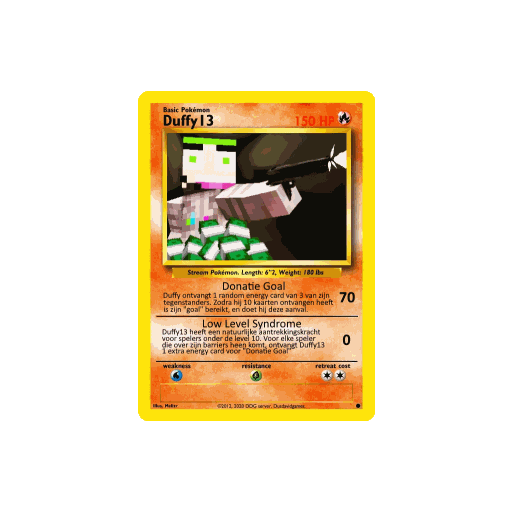 Basic Pokémon
Duffy13
150 HP
Stream Pokémon. Length: 6"2, Weight: 180 lbs
Donatie Goal
Duffy ontvangt 1 random energy card van 3 van zijn
tegenstanders. Zodra hij 10 kaarten ontvangen heeft
is zijn "goal" bereikt, en doet hij deze aanval.
70
Low Level Syndrome
Duffy13 heeft een natuurlijke aantrekkingskracht
voor spelers onder de level 10. Voor elke speler
die over zijn barriers heen komt, ontvangt Duffy13
1 extra energy card voor "Donatie Goal"
0
weakness
resistance
retreat cost
Illus. Melter
server.